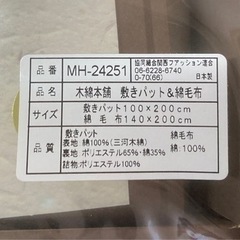 品番 MH-24251 協同組合関西ファッション連合
06-6228-6740
0-70(66) 日本製
品名 木綿本舗 敷きパット&綿毛布
サイズ 敷きパット100×200cm
綿毛布 140×200cm
品質 敷きパット 綿毛布
表地 綿100%(三河木綿) 綿:100%
裏地 ポリエステル65%・綿35%
詰物 ポリエステル100%